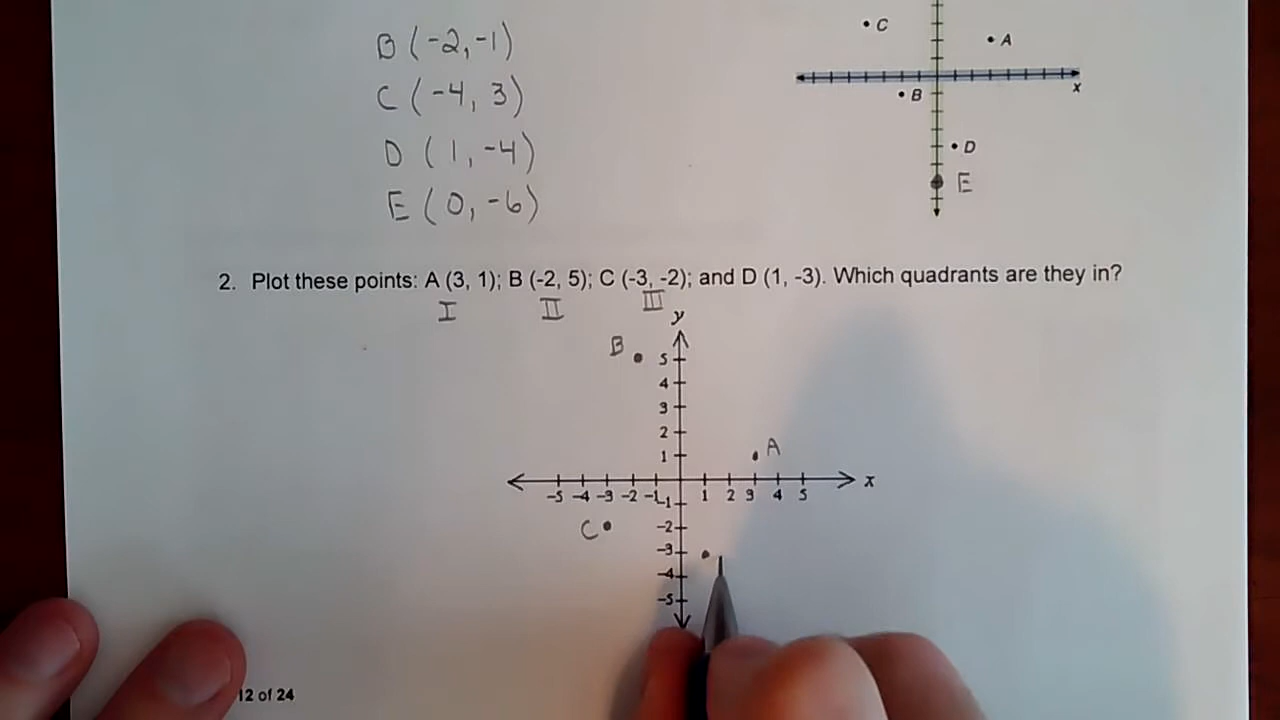 B (-2, -1)
C (-4, 3)
D (1, -4)
E (0, -6)
C
A
x
B
D
E
2. Plot these points: A (3, 1); B (-2, 5); C (-3, -2); and D (1, -3). Which quadrants are they in?
I II III
y
B
5
4
3
2
1
A
-5 -4 -3 -2 -1 1 2 3 4 5 x
-1
C
-2
-3
-4
-5
12 of 24